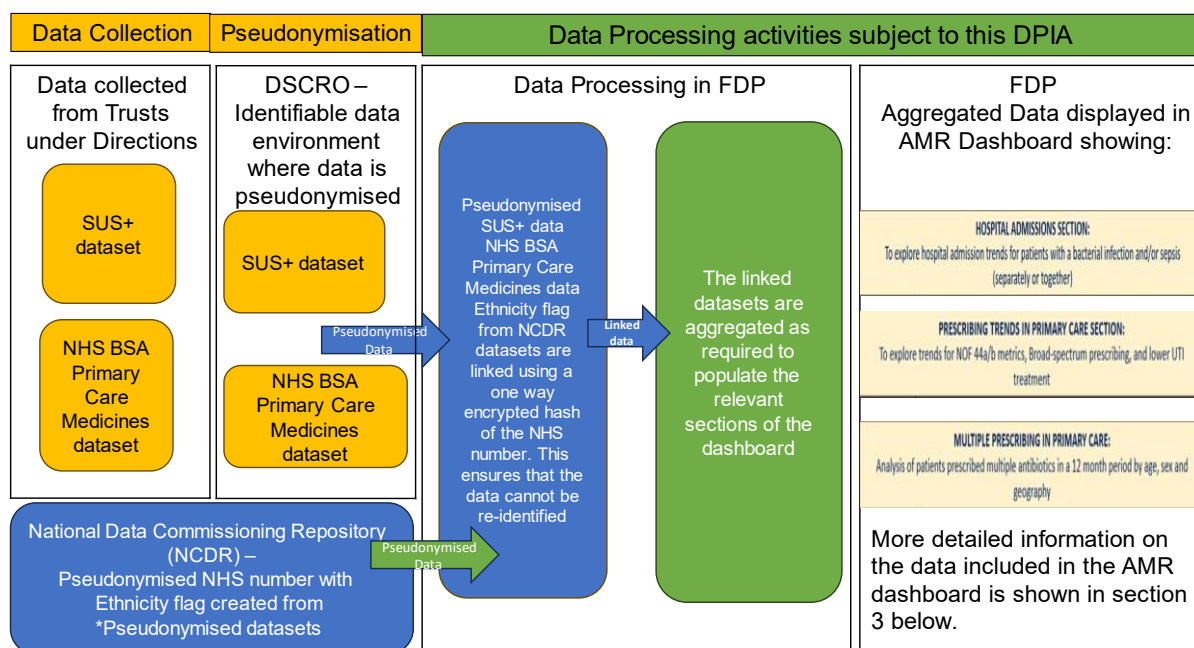 Data Collection
Pseudonymisation
Data Processing activities subject to this DPIA
Data collected
from Trusts
under Directions
SUS+
dataset
NHS BSA
Primary
Care
Medicines
dataset
DSCRO –
Identifiable data
environment
where data is
pseudonymised
SUS+ dataset
NHS BSA
Primary Care
Medicines
dataset
National Data Commissioning Repository
(NCDR) –
Pseudonymised NHS number with
Ethnicity flag created from
*Pseudonymised datasets
Pseudonymised
Data
Pseudonymised
Data
Data Processing in FDP
Pseudonymised
SUS+ data
NHS BSA
Primary Care
Medicines data
Ethnicity flag
from NCDR
datasets are
linked using a
one way
encrypted hash
of the NHS
number. This
ensures that the
data cannot be
re-identified
Linked
data
The linked
datasets are
aggregated as
required to
populate the
relevant
sections of the
dashboard
FDP
Aggregated Data displayed in
AMR Dashboard showing:
HOSPITAL ADMISSIONS SECTION:
To explore hospital admission trends for patients with a bacterial infection and/or sepsis
(separately or together)
PRESCRIBING TRENDS IN PRIMARY CARE SECTION:
To explore trends for NOF 44a/b metrics, Broad-spectrum prescribing, and lower UTI
treatment
MULTIPLE PRESCRIBING IN PRIMARY CARE:
Analysis of patients prescribed multiple antibiotics in a 12 month period by age, sex and
geography
More detailed information on
the data included in the AMR
dashboard is shown in section
3 below.